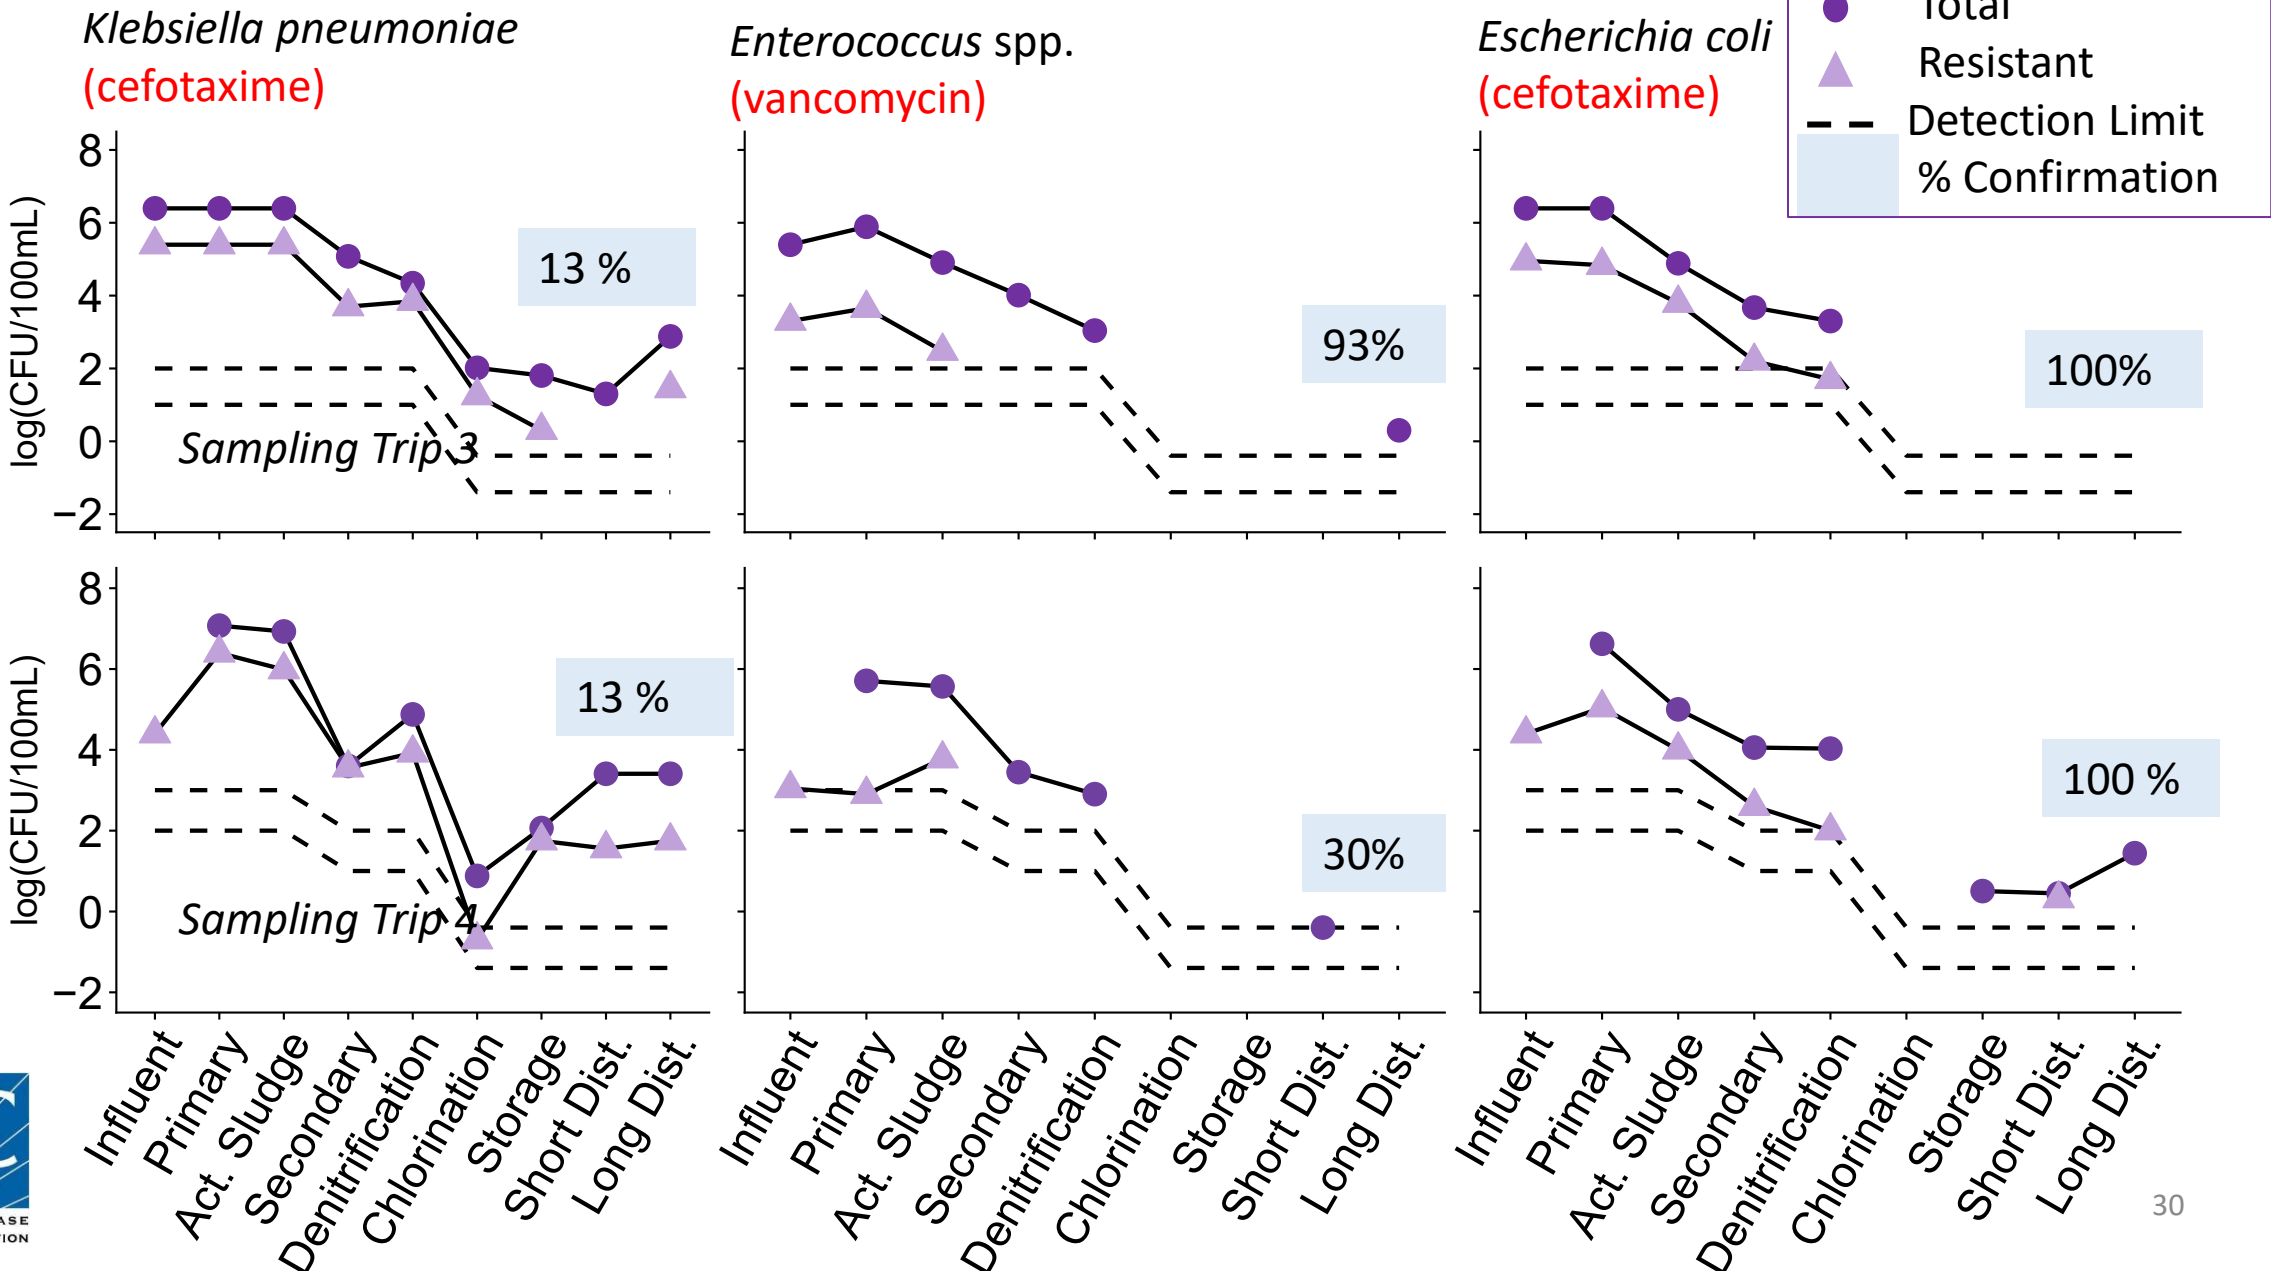 Klebsiella pneumoniae
(cefotaxime)
Enterococcus spp.
(vancomycin)
Escherichia coli
(cefotaxime)
Total
Resistant
Detection Limit
% Confirmation
log(CFU/100mL)
8
6
4
2
0
−2
13 %
Sampling Trip 3
93%
100%
log(CFU/100mL)
8
6
4
2
0
−2
13 %
Sampling Trip 4
30%
100 %
Influent
Primary
Act. Sludge
Secondary
Denitrification
Chlorination
Storage
Short Dist.
Long Dist.
Influent
Primary
Act. Sludge
Secondary
Denitrification
Chlorination
Storage
Short Dist.
Long Dist.
Influent
Primary
Act. Sludge
Secondary
Denitrification
Chlorination
Storage
Short Dist.
Long Dist.
30